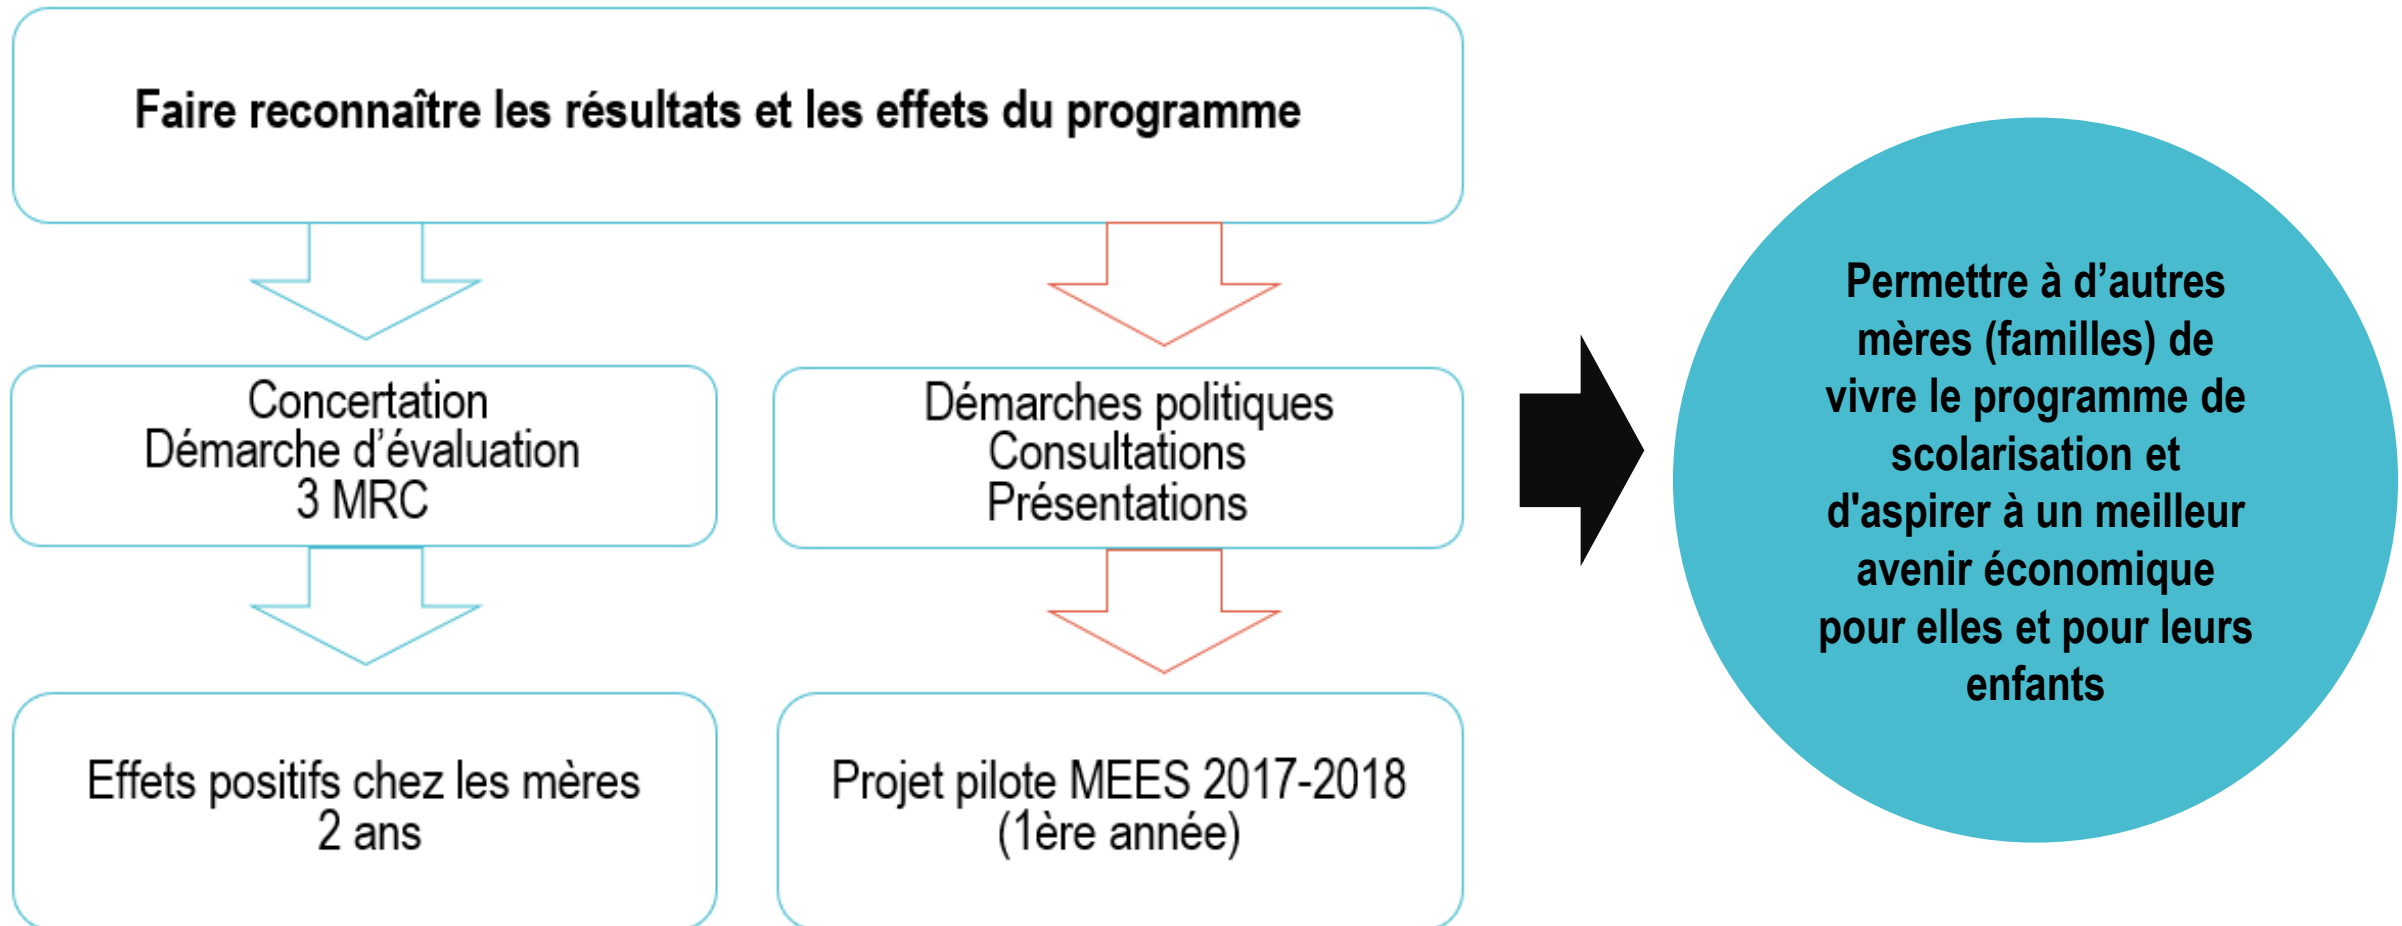 Faire reconnaître les résultats et les effets du programme
Concertation
Démarche d’évaluation
3 MRC
Démarches politiques
Consultations
Présentations
Effets positifs chez les mères
2 ans
Projet pilote MEES 2017-2018
(1ère année)
Permettre à d’autres
mères (familles) de
vivre le programme de
scolarisation et
d'aspirer à un meilleur
avenir économique
pour elles et pour leurs
enfants